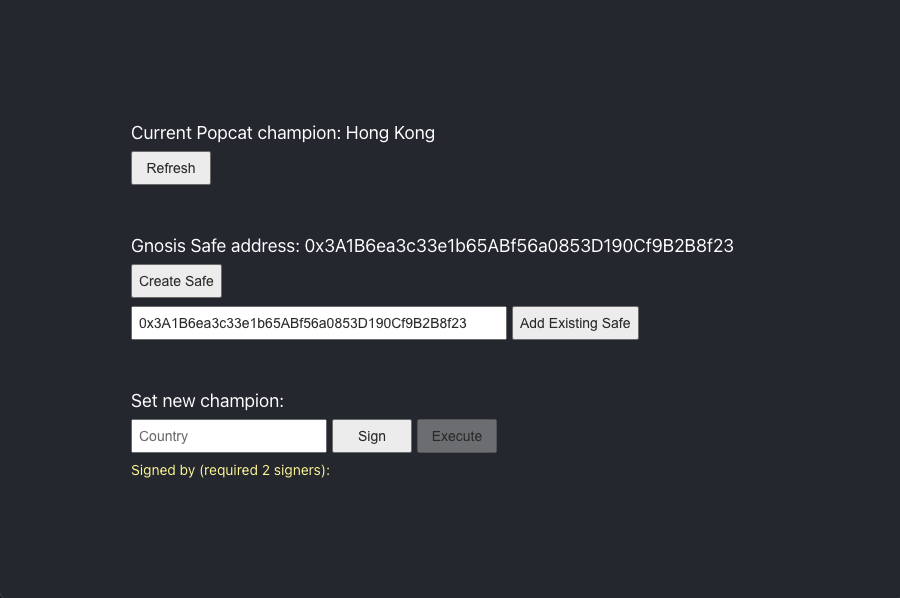 Current Popcat champion: Hong Kong
Refresh
Gnosis Safe address: 0x3A1B6ea3c33e1b65ABf56a0853D190Cf9B2B8f23
Create Safe
0x3A1B6ea3c33e1b65ABf56a0853D190Cf9B2B8f23 Add Existing Safe
Set new champion:
Country Sign Execute
Signed by (required 2 signers):